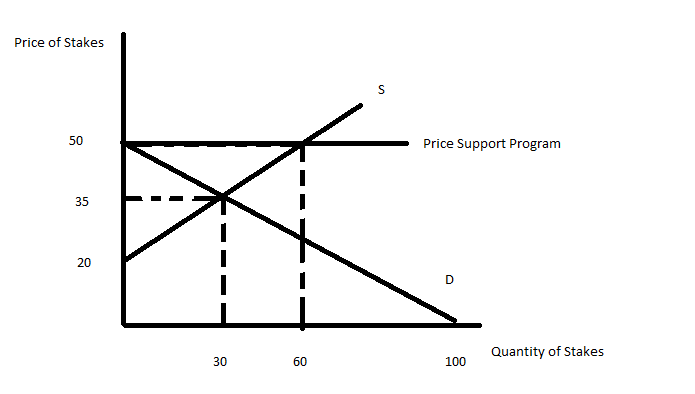 Price of Stakes
S
50
Price Support Program
35
20
D
30
60
100
Quantity of Stakes